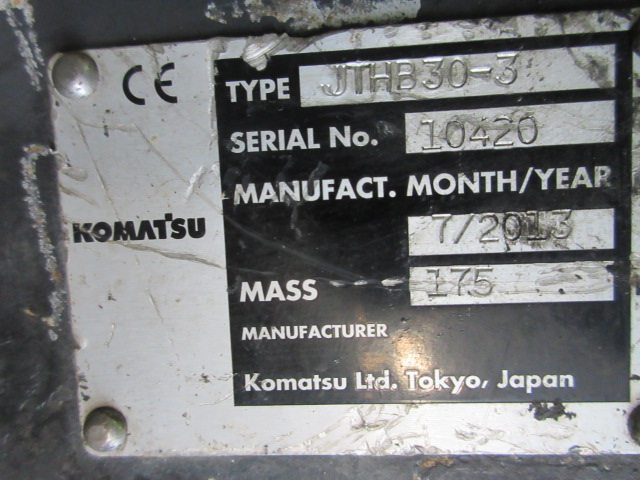 CE
TYPE JTHB30-3
SERIAL No. 10420
MANUFACT. MONTH/YEAR
7/2013
KOMATSU
MASS 175
MANUFACTURER
Komatsu Ltd. Tokyo, Japan